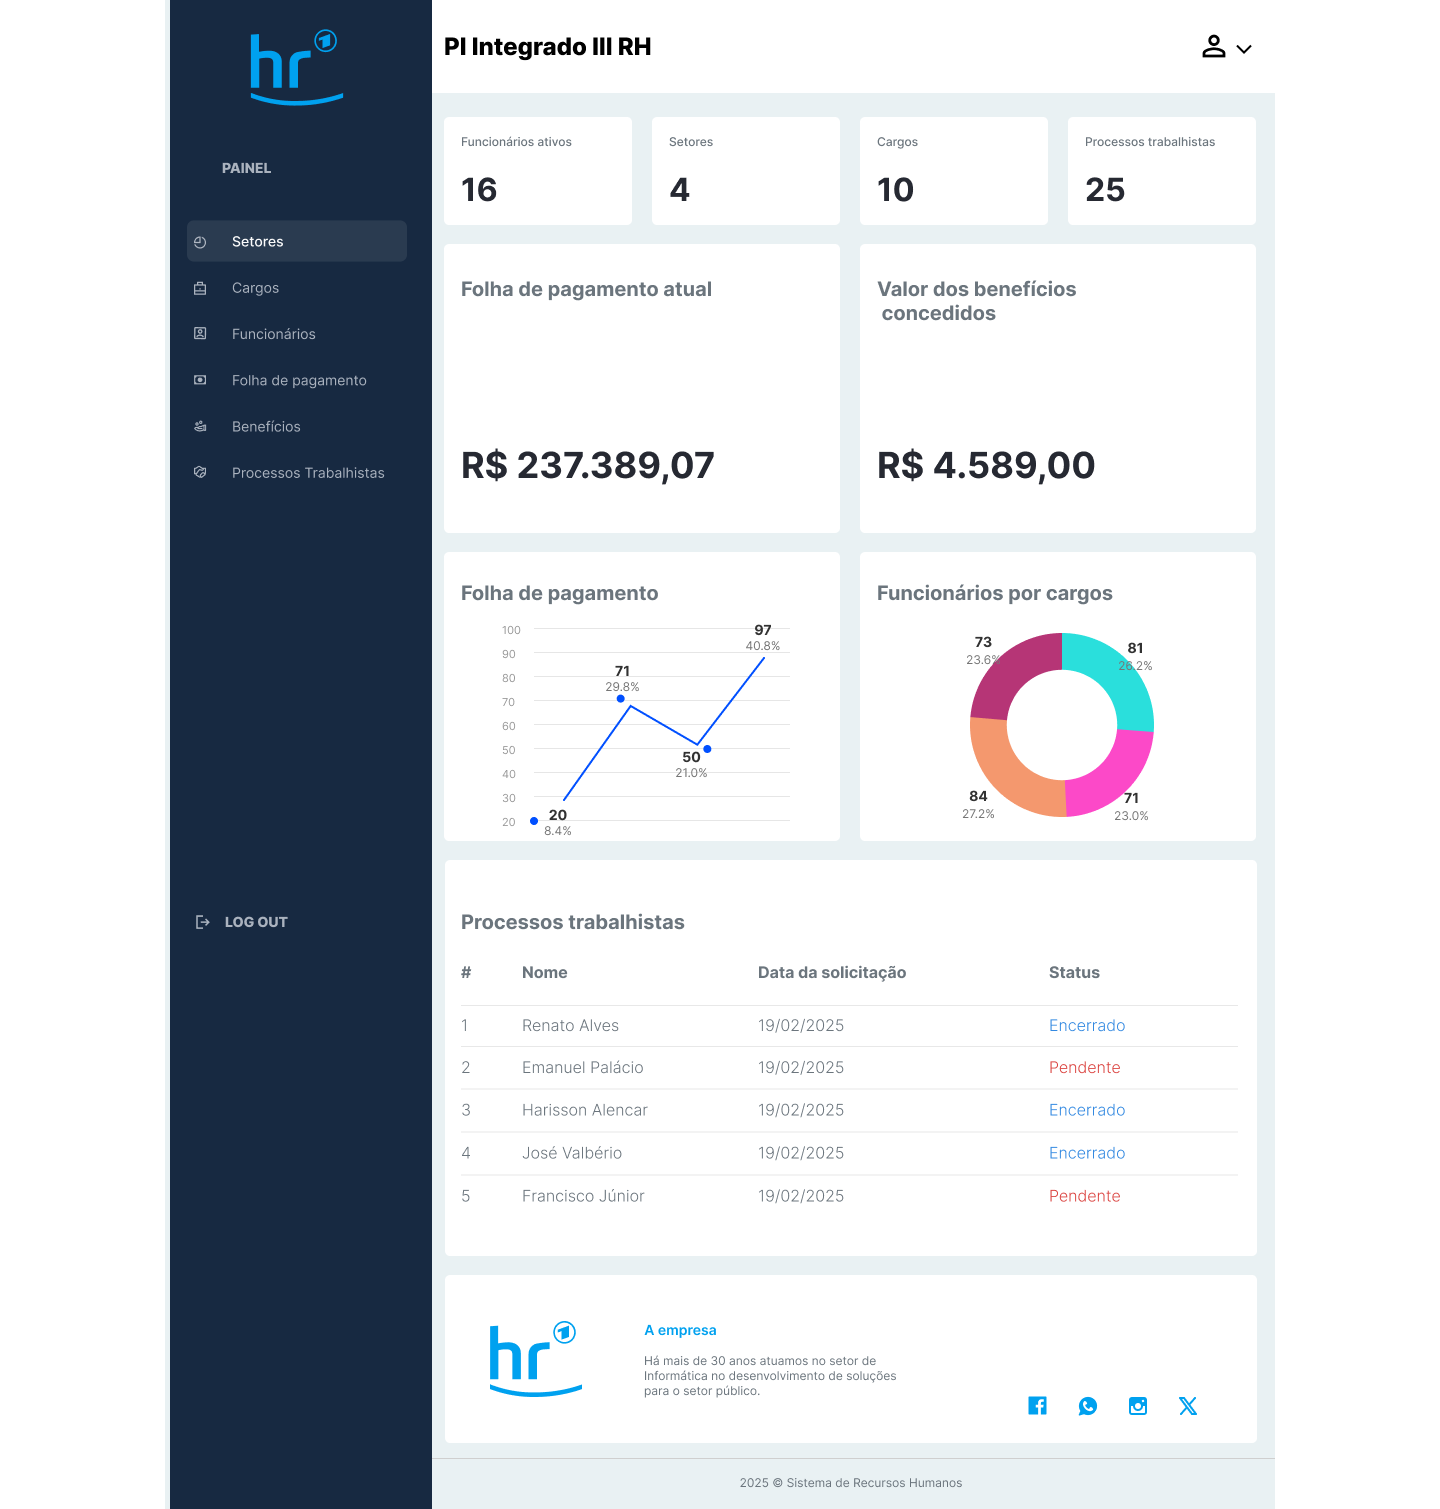 hr
PAINEL
Setores
Cargos
Funcionários
Folha de pagamento
Benefícios
Processos Trabalhistas
LOG OUT
PI Integrado III RH
Funcionários ativos
16
Setores
4
Cargos
10
Processos trabalhistas
25
Folha de pagamento atual
R$ 237.389,07
Valor dos benefícios
concedidos
R$ 4.589,00
Folha de pagamento
100
90
80
70
60
50
40
30
20
20
8.4%
71
29.8%
50
21.0%
97
40.8%
Funcionários por cargos
73
23.6%
81
26.2%
84
27.2%
71
23.0%
Processos trabalhistas
# Nome Data da solicitação Status
1 Renato Alves 19/02/2025 Encerrado
2 Emanuel Palácio 19/02/2025 Pendente
3 Harisson Alencar 19/02/2025 Encerrado
4 José Valbério 19/02/2025 Encerrado
5 Francisco Júnior 19/02/2025 Pendente
hr
A empresa
Há mais de 30 anos atuamos no setor de
Informática no desenvolvimento de soluções
para o setor público.
2025 © Sistema de Recursos Humanos